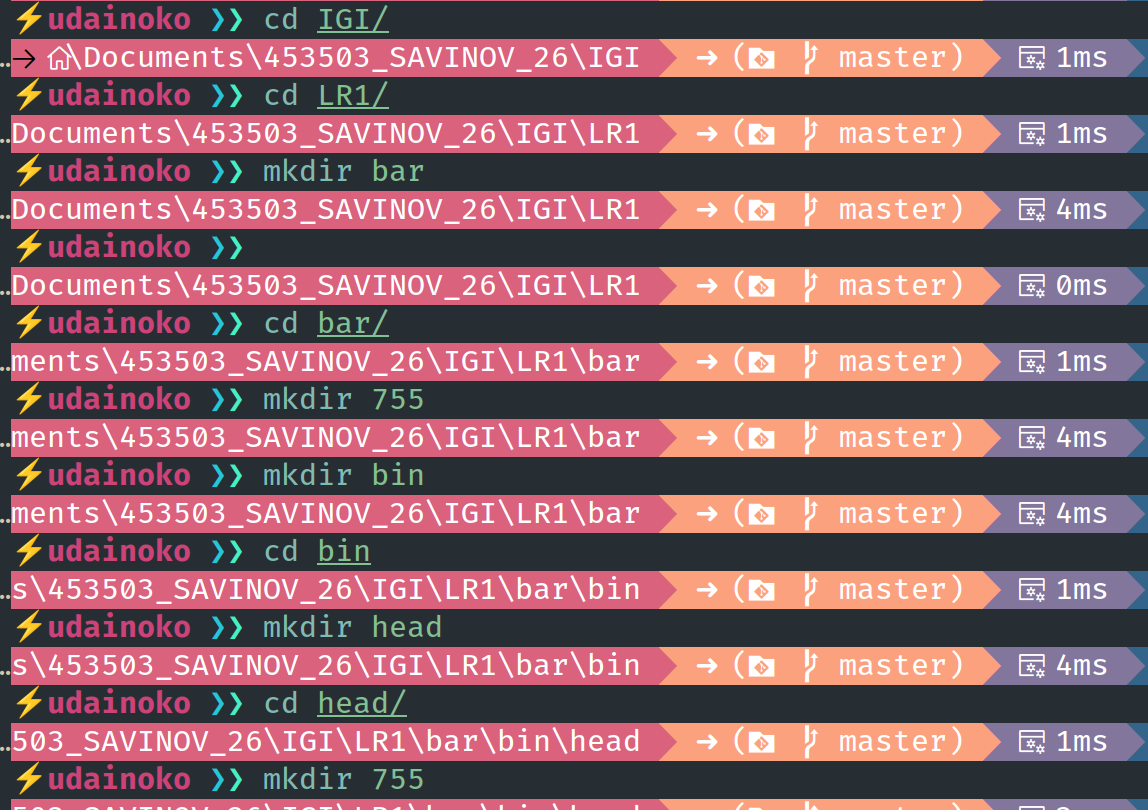 ⚡udainoko ❯❯ cd IGI/
..→ \Documents\453503_SAVINOV_26\IGI ➜ ( master) 1ms
⚡udainoko ❯❯ cd LR1/
..Documents\453503_SAVINOV_26\IGI\LR1 ➜ ( master) 1ms
⚡udainoko ❯❯ mkdir bar
..Documents\453503_SAVINOV_26\IGI\LR1 ➜ ( master) 4ms
⚡udainoko ❯❯
..Documents\453503_SAVINOV_26\IGI\LR1 ➜ ( master) 0ms
⚡udainoko ❯❯ cd bar/
..ments\453503_SAVINOV_26\IGI\LR1\bar ➜ ( master) 1ms
⚡udainoko ❯❯ mkdir 755
..ments\453503_SAVINOV_26\IGI\LR1\bar ➜ ( master) 4ms
⚡udainoko ❯❯ mkdir bin
..ments\453503_SAVINOV_26\IGI\LR1\bar ➜ ( master) 4ms
⚡udainoko ❯❯ cd bin
..s\453503_SAVINOV_26\IGI\LR1\bar\bin ➜ ( master) 1ms
⚡udainoko ❯❯ mkdir head
..s\453503_SAVINOV_26\IGI\LR1\bar\bin ➜ ( master) 4ms
⚡udainoko ❯❯ cd head/
..503_SAVINOV_26\IGI\LR1\bar\bin\head ➜ ( master) 1ms
⚡udainoko ❯❯ mkdir 755